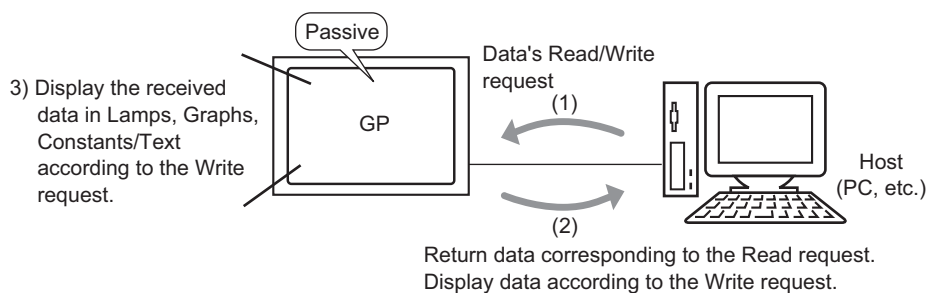 Passive
Data's Read/Write
request
(1)
3) Display the received
data in Lamps, Graphs,
Constants/Text
according to the Write
request.
GP
Host
(PC, etc.)
(2)
Return data corresponding to the Read request.
Display data according to the Write request.